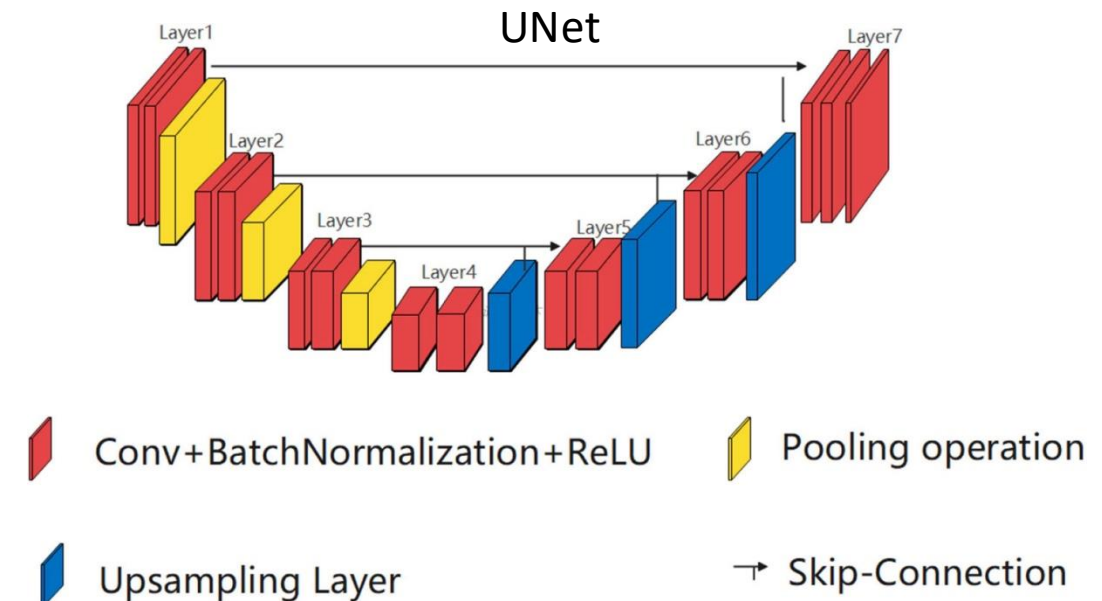 UNet
Layer1
Layer7
Layer2
Layer6
Layer3
Layer5
Layer4
Conv+BatchNormalization+ReLU
Pooling operation
Upsampling Layer
Skip-Connection